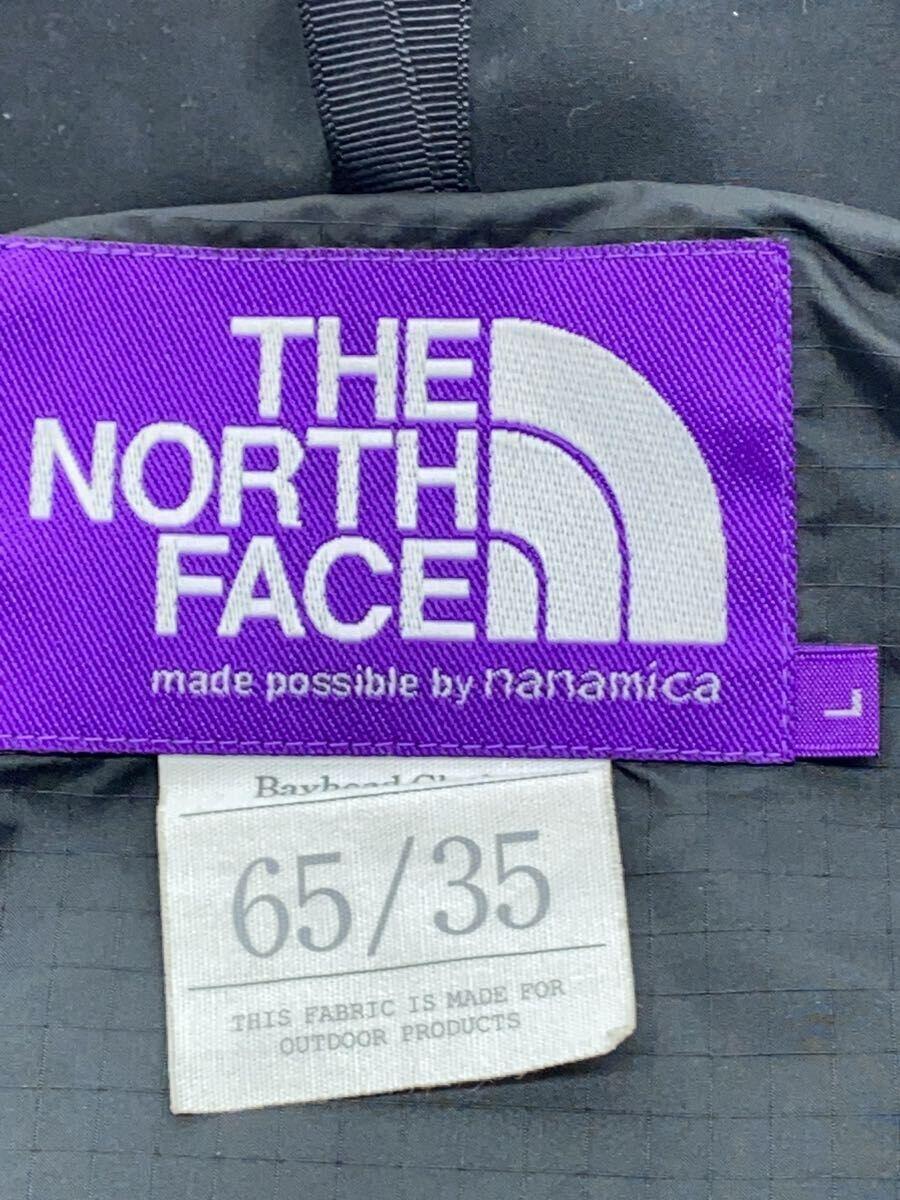 THE
NORTH
FACE
made possible by nanamica
L
65/35
THIS FABRIC IS MADE FOR
OUTDOOR PRODUCTS